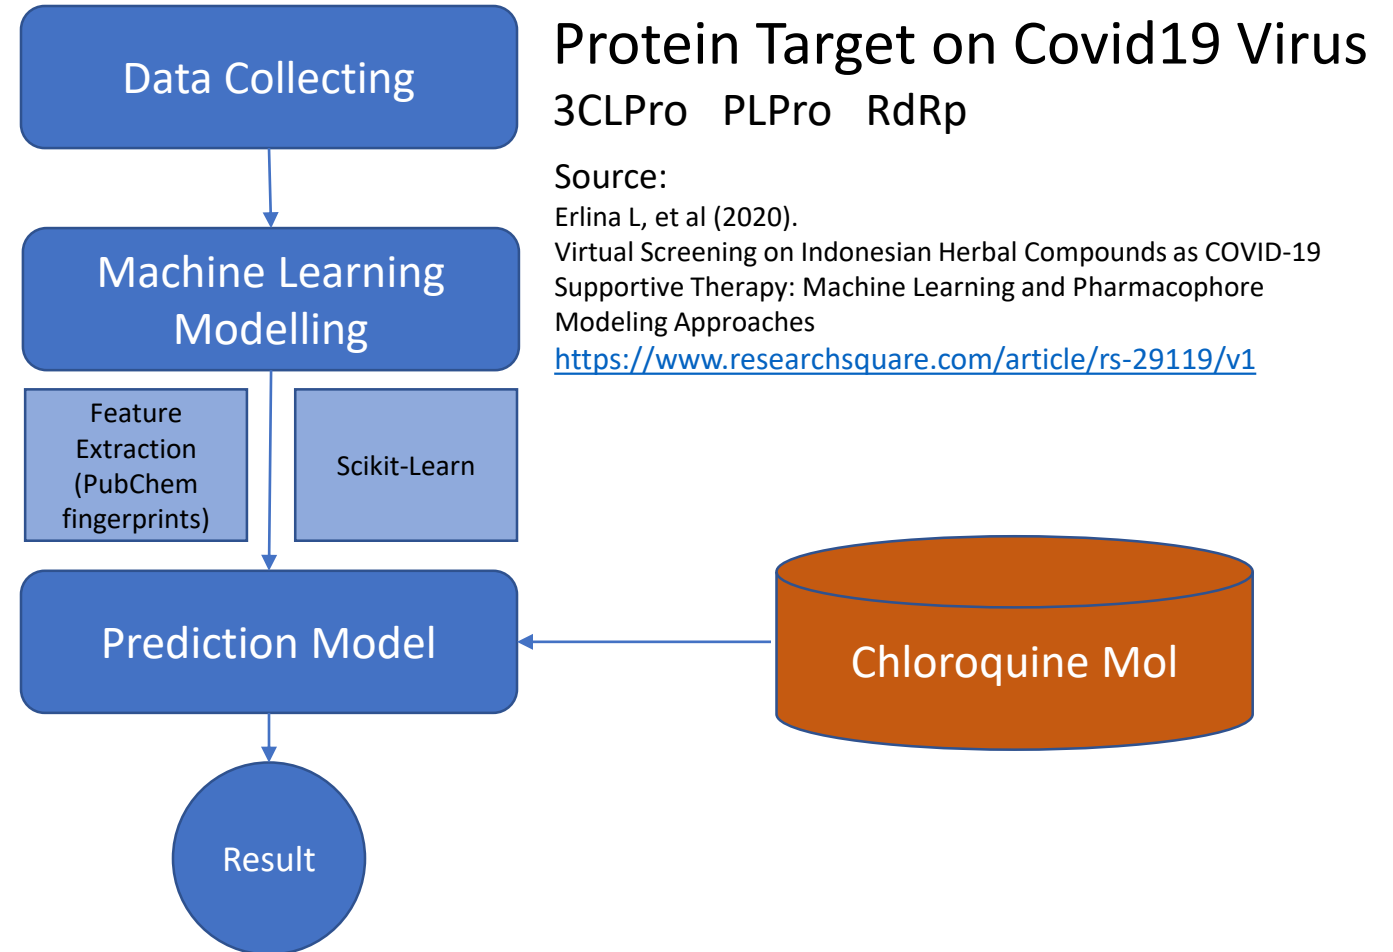 Data Collecting
Protein Target on Covid19 Virus
3CLPro PLPro RdRp
Source:
Erlina L, et al (2020).
Virtual Screening on Indonesian Herbal Compounds as COVID-19
Supportive Therapy: Machine Learning and Pharmacophore
Modeling Approaches
https://www.researchsquare.com/article/rs-29119/v1
Machine Learning
Modelling
Feature
Extraction
(PubChem
fingerprints)
Scikit-Learn
Prediction Model
Chloroquine Mol
Result